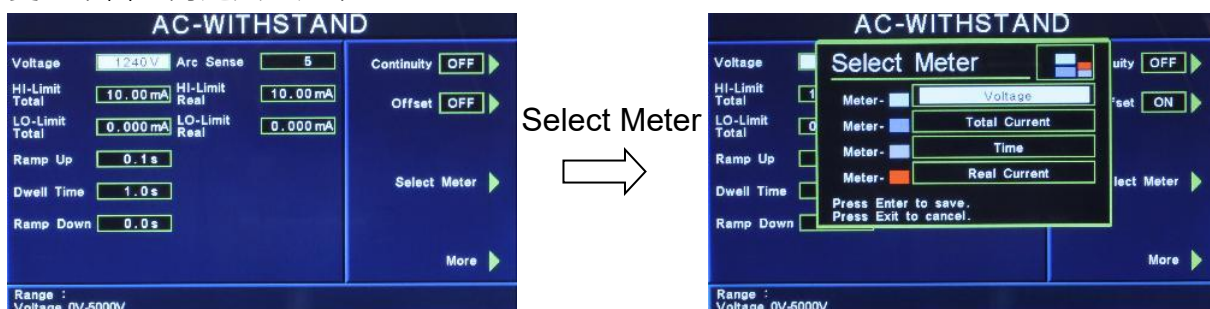 AC-WITHSTAND
Voltage 1240V Arc Sense 5 Continuity OFF
HI-Limit Total 10.00mA HI-Limit Real 10.00mA Offset OFF
LO-Limit Total 0.000mA LO-Limit Real 0.000mA
Ramp Up 0.1s
Dwell Time 1.0s Select Meter
Ramp Down 0.0s
More
Range :
Voltage 0V-5000V
Select Meter
AC-WITHSTAND
Voltage uity OFF
HI-Limit Total 1 fset ON
LO-Limit Total 0
Ramp Up
Dwell Time lect Meter
Ramp Down
More
Select Meter
Meter- Voltage
Meter- Total Current
Meter- Time
Meter- Real Current
Press Enter to save.
Press Exit to cancel.
Range :
Voltage 0V-5000V